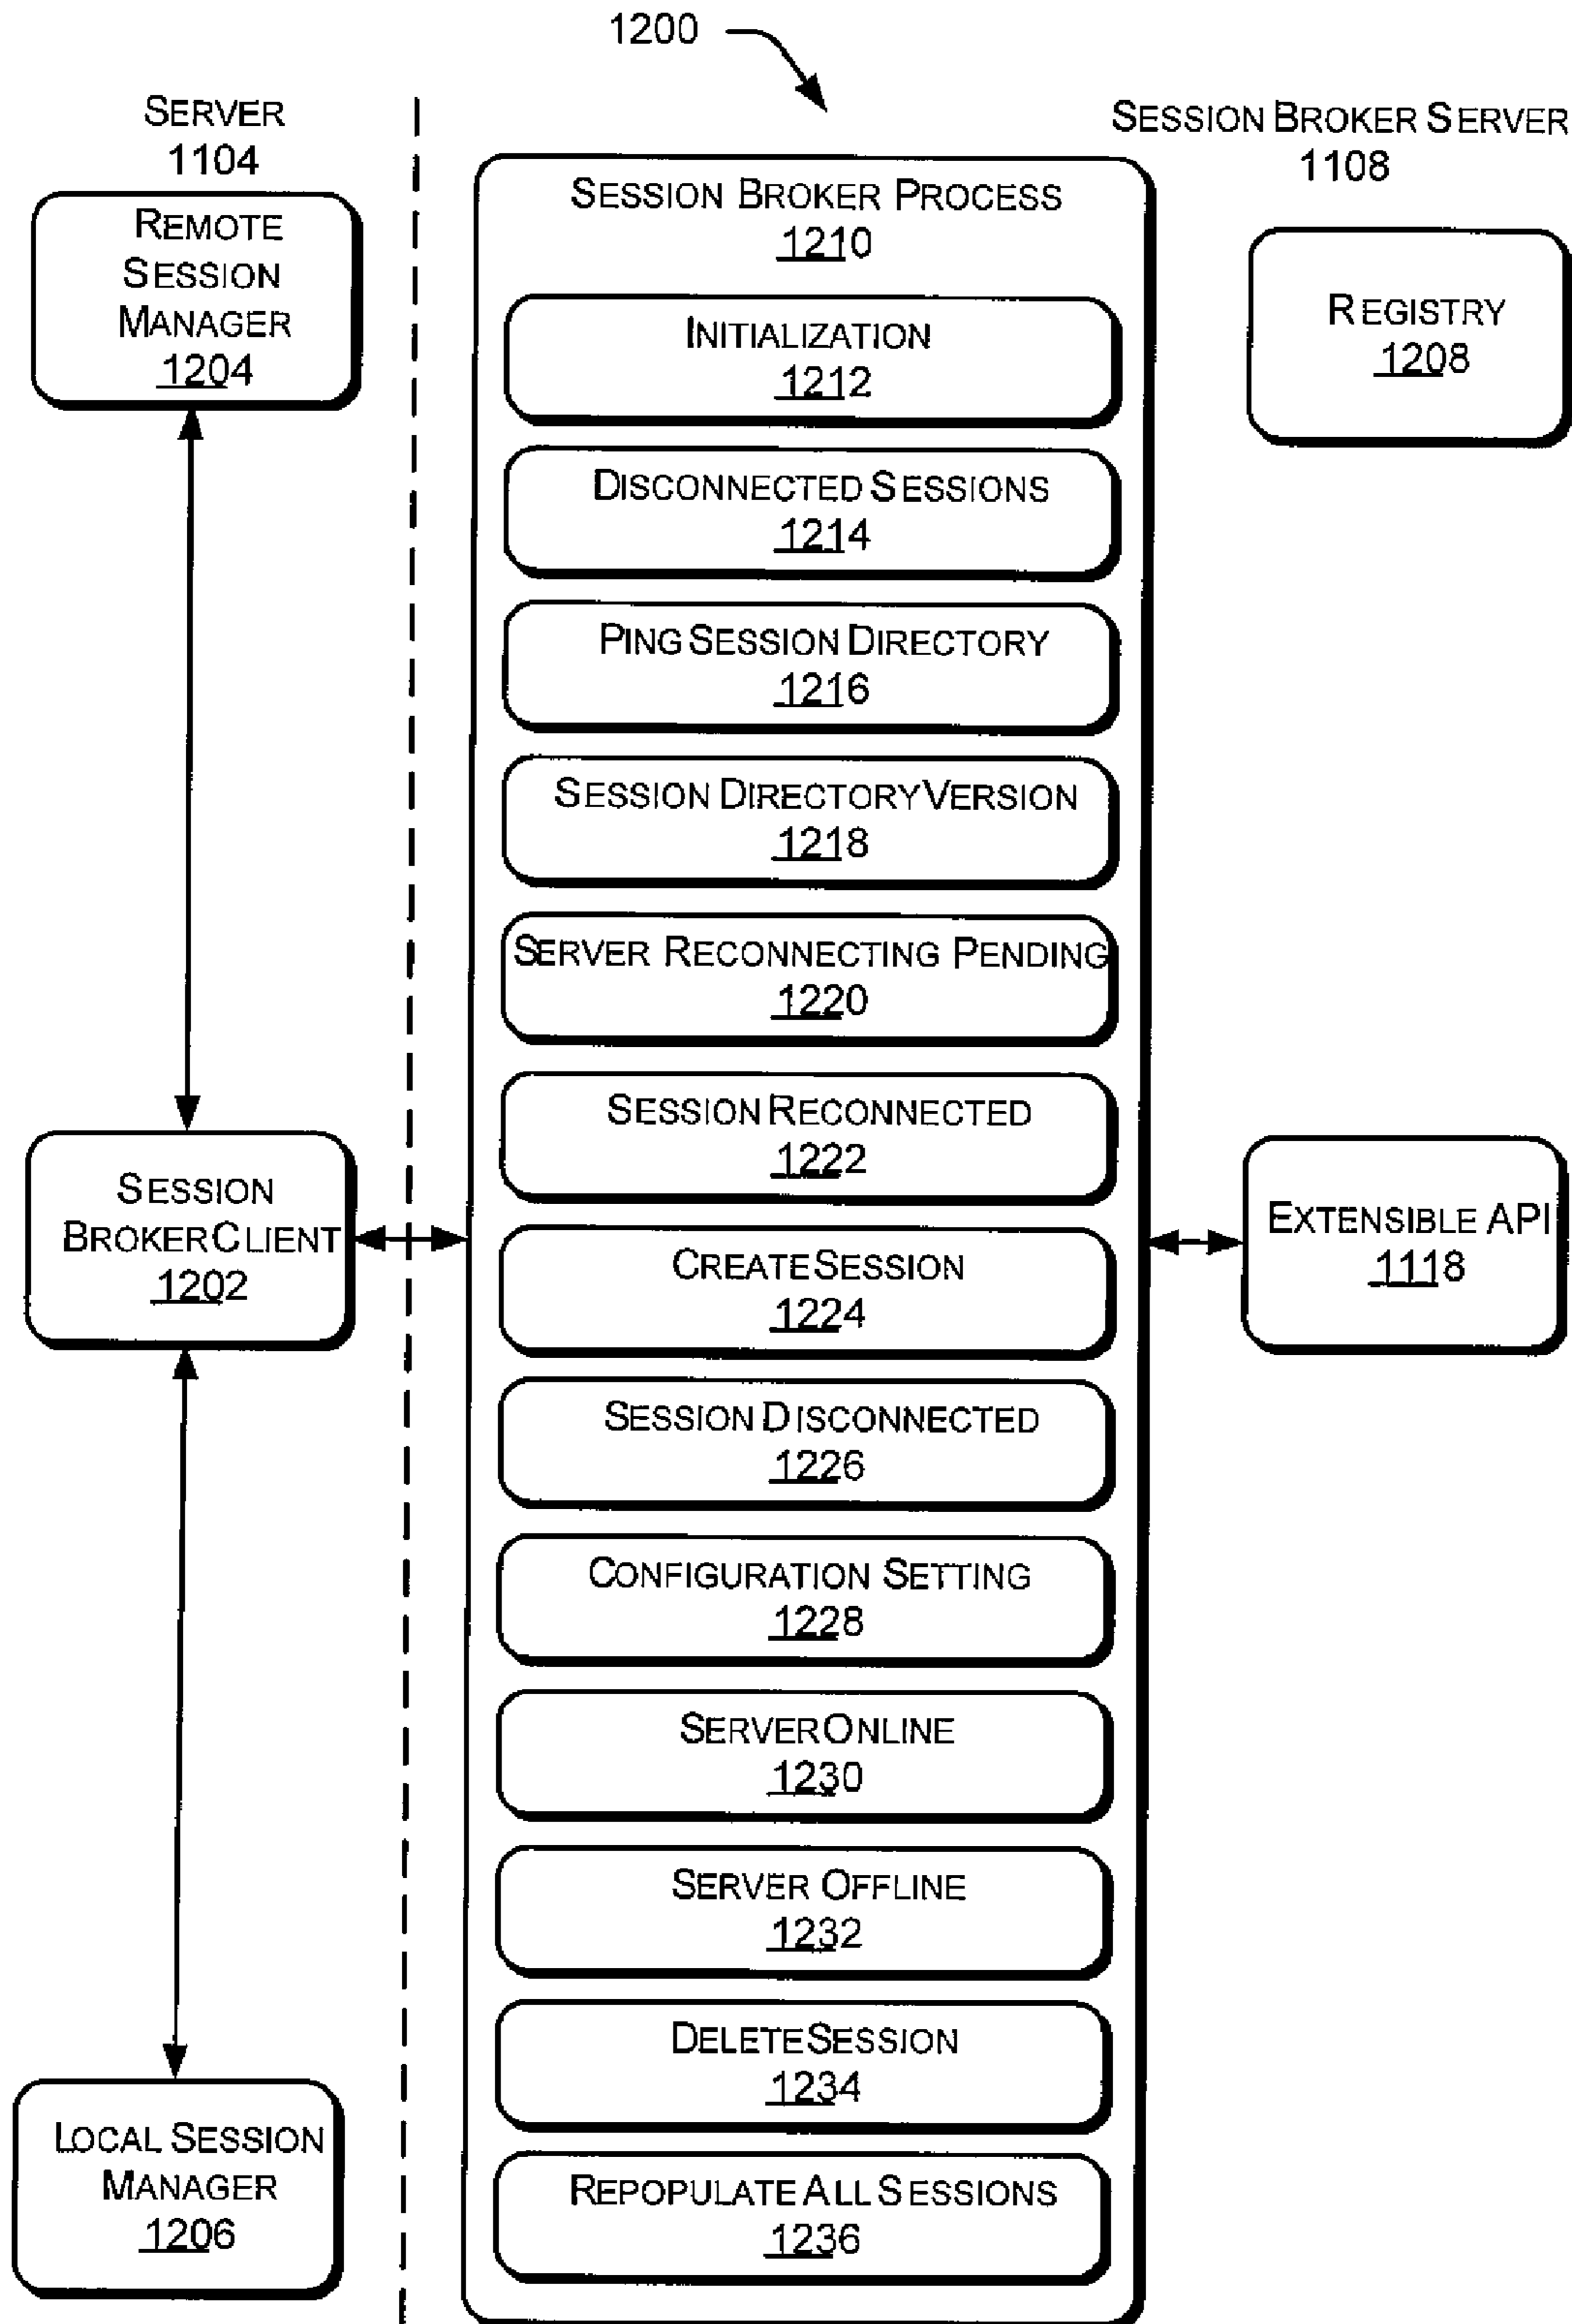 1200
SERVER
1104
REMOTE
SESSION
MANAGER
1204
SESSION
BROKER CLIENT
1202
LOCAL SESSION
MANAGER
1206
SESSION BROKER PROCESS
1210
INITIALIZATION
1212
DISCONNECTED SESSIONS
1214
PING SESSION DIRECTORY
1216
SESSION DIRECTORY VERSION
1218
SERVER RECONNECTING PENDING
1220
SESSION RECONNECTED
1222
CREATE SESSION
1224
SESSION DISCONNECTED
1226
CONFIGURATION SETTING
1228
SERVER ONLINE
1230
SERVER OFFLINE
1232
DELETE SESSION
1234
REPOPULATE ALL SESSIONS
1236
SESSION BROKER SERVER
1108
REGISTRY
1208
EXTENSIBLE API
1118